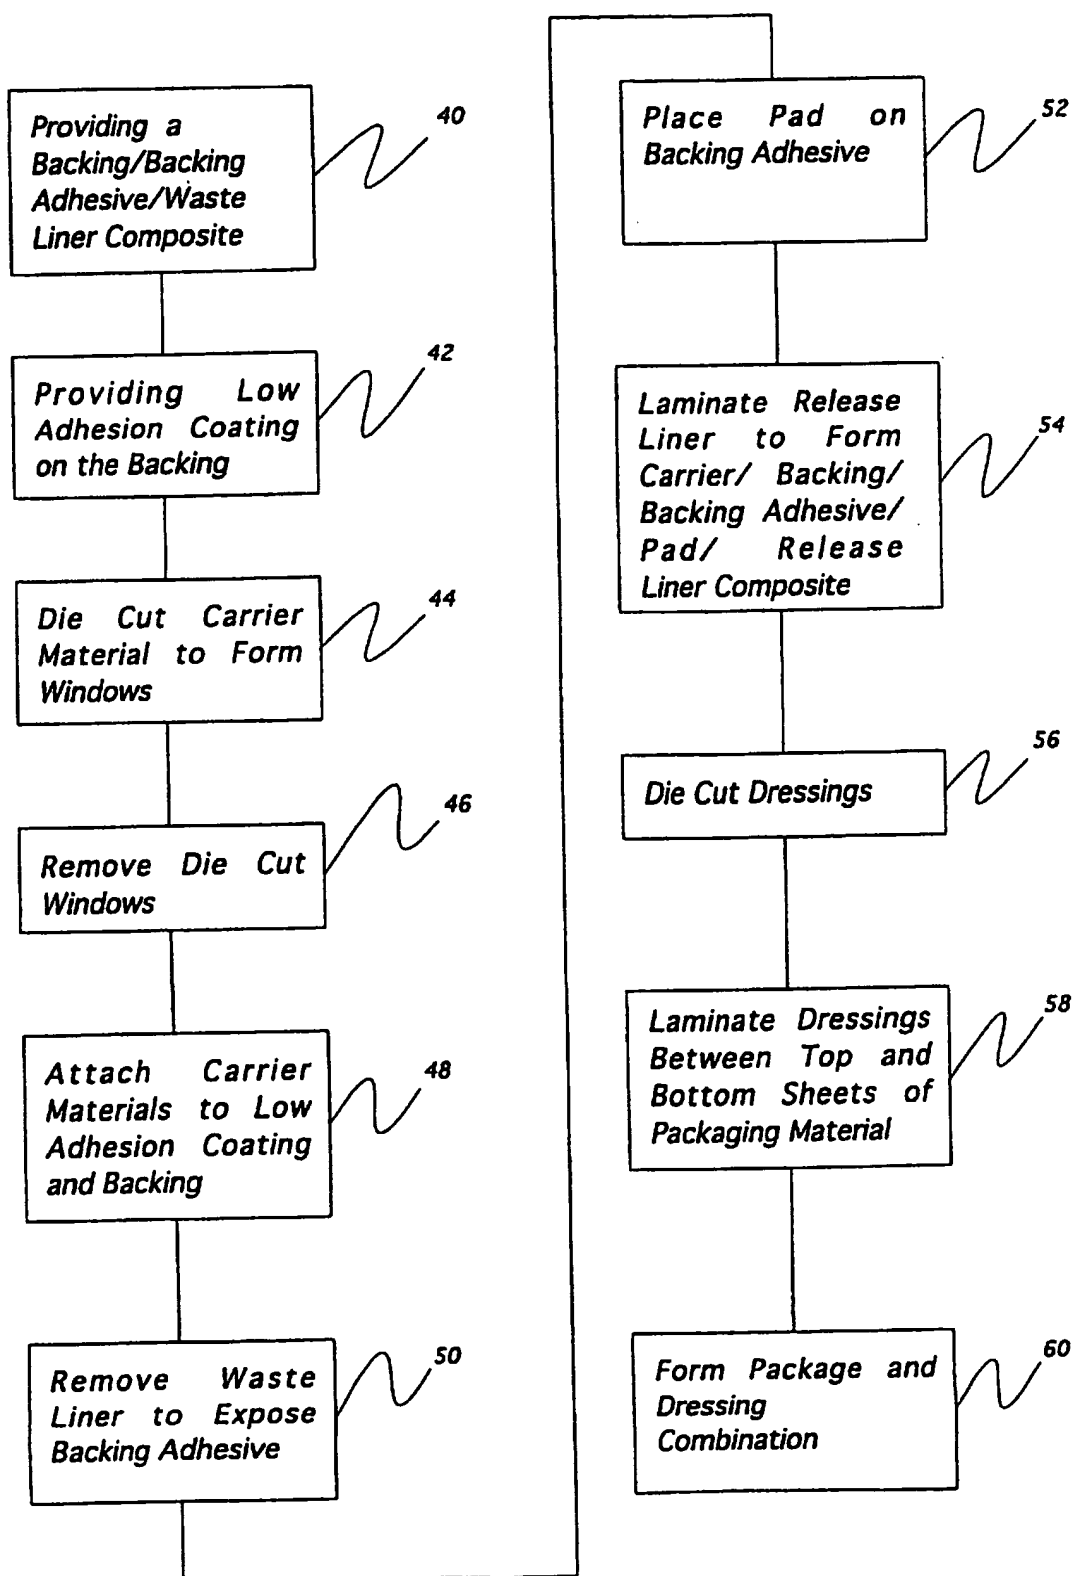 Providing a
Backing/Backing
Adhesive/Waste
Liner Composite
40
Providing Low
Adhesion Coating
on the Backing
42
Die Cut Carrier
Material to Form
Windows
44
Remove Die Cut
Windows
46
Attach Carrier
Materials to Low
Adhesion Coating
and Backing
48
Remove Waste
Liner to Expose
Backing Adhesive
50
Place Pad on
Backing Adhesive
52
Laminate Release
Liner to Form
Carrier/ Backing/
Backing Adhesive/
Pad/ Release
Liner Composite
54
Die Cut Dressings
56
Laminate Dressings
Between Top and
Bottom Sheets of
Packaging Material
58
Form Package and
Dressing
Combination
60